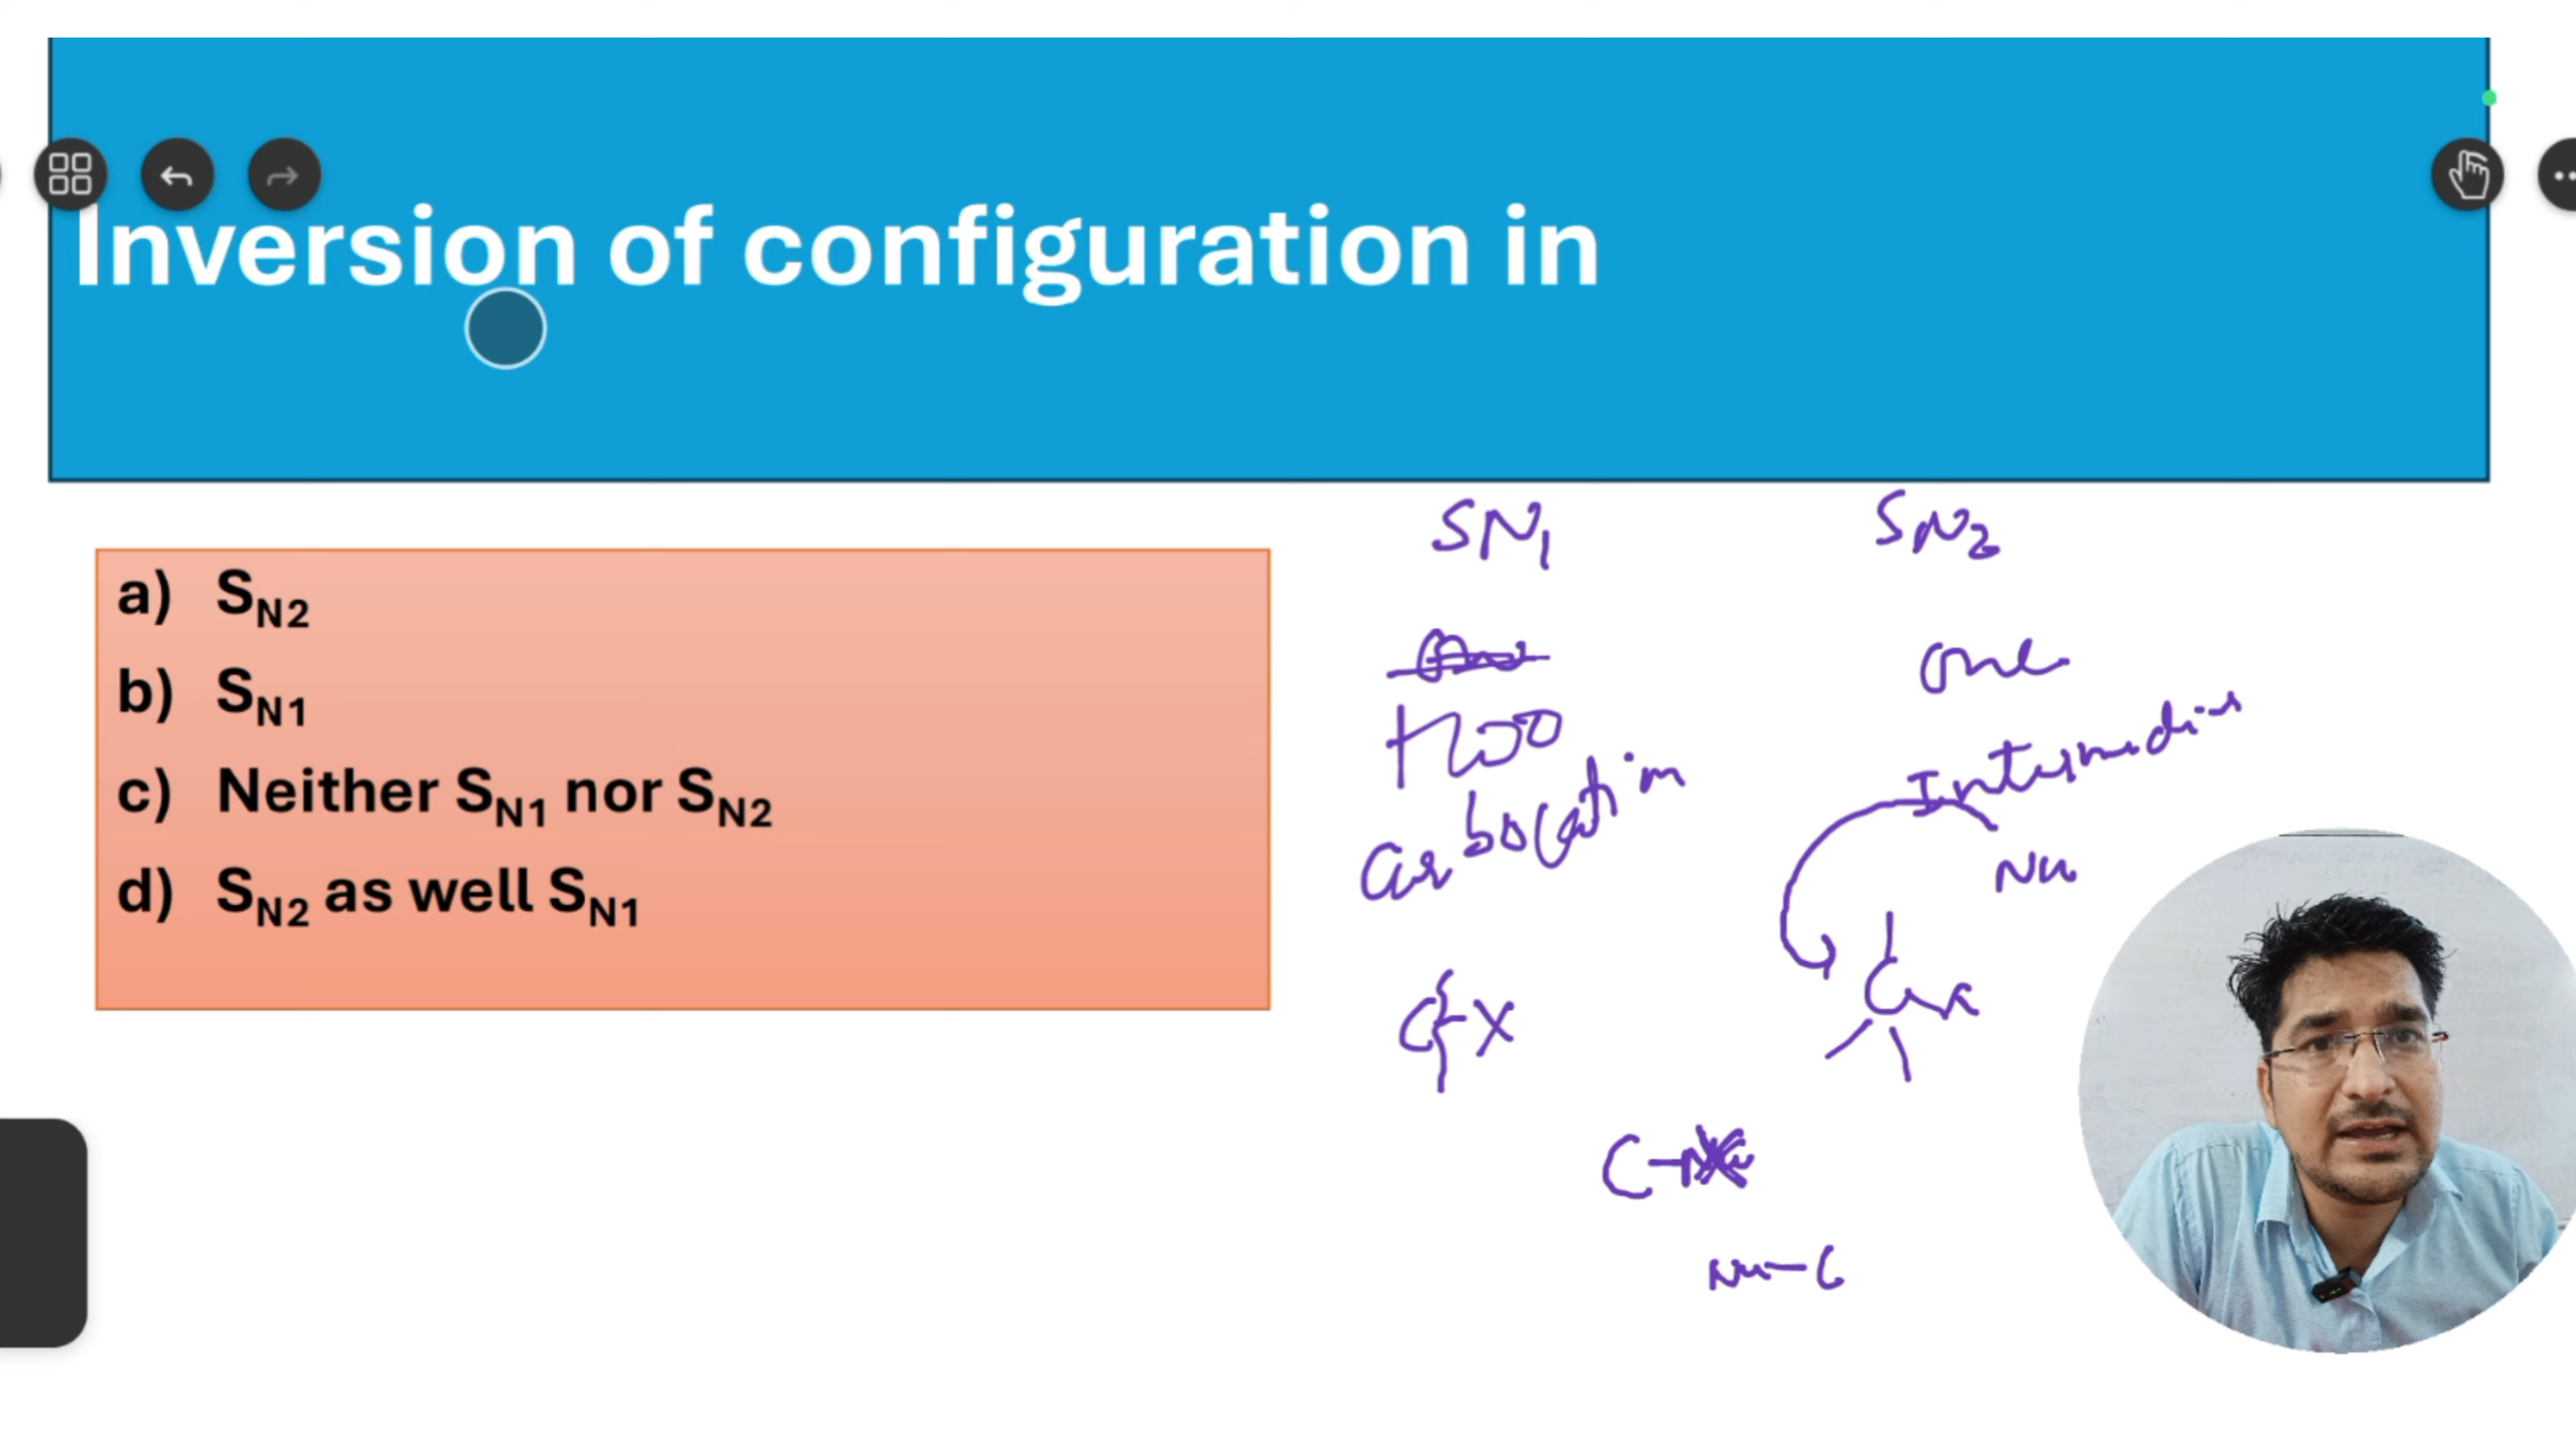 Inversion of configuration in
a) SN2
b) SN1
c) Neither SN1 nor SN2
d) SN2 as well SN1
SN1
SN2
one
Two
Carbocation
Nu
C-X
C-
Nu-C